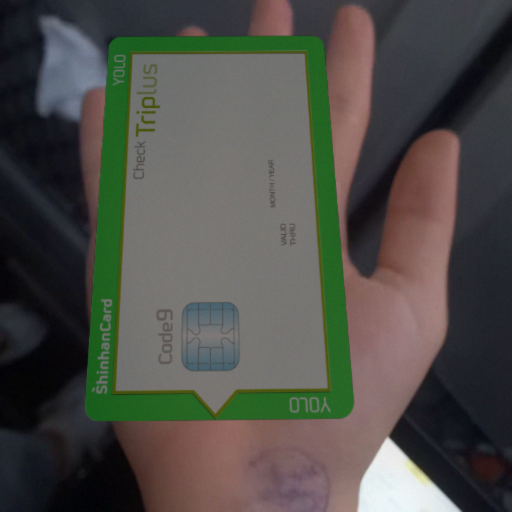 YOLO
Check Triplus
MONTH / YEAR
VALID
THRU
Code9
ShinhanCard
YOLO